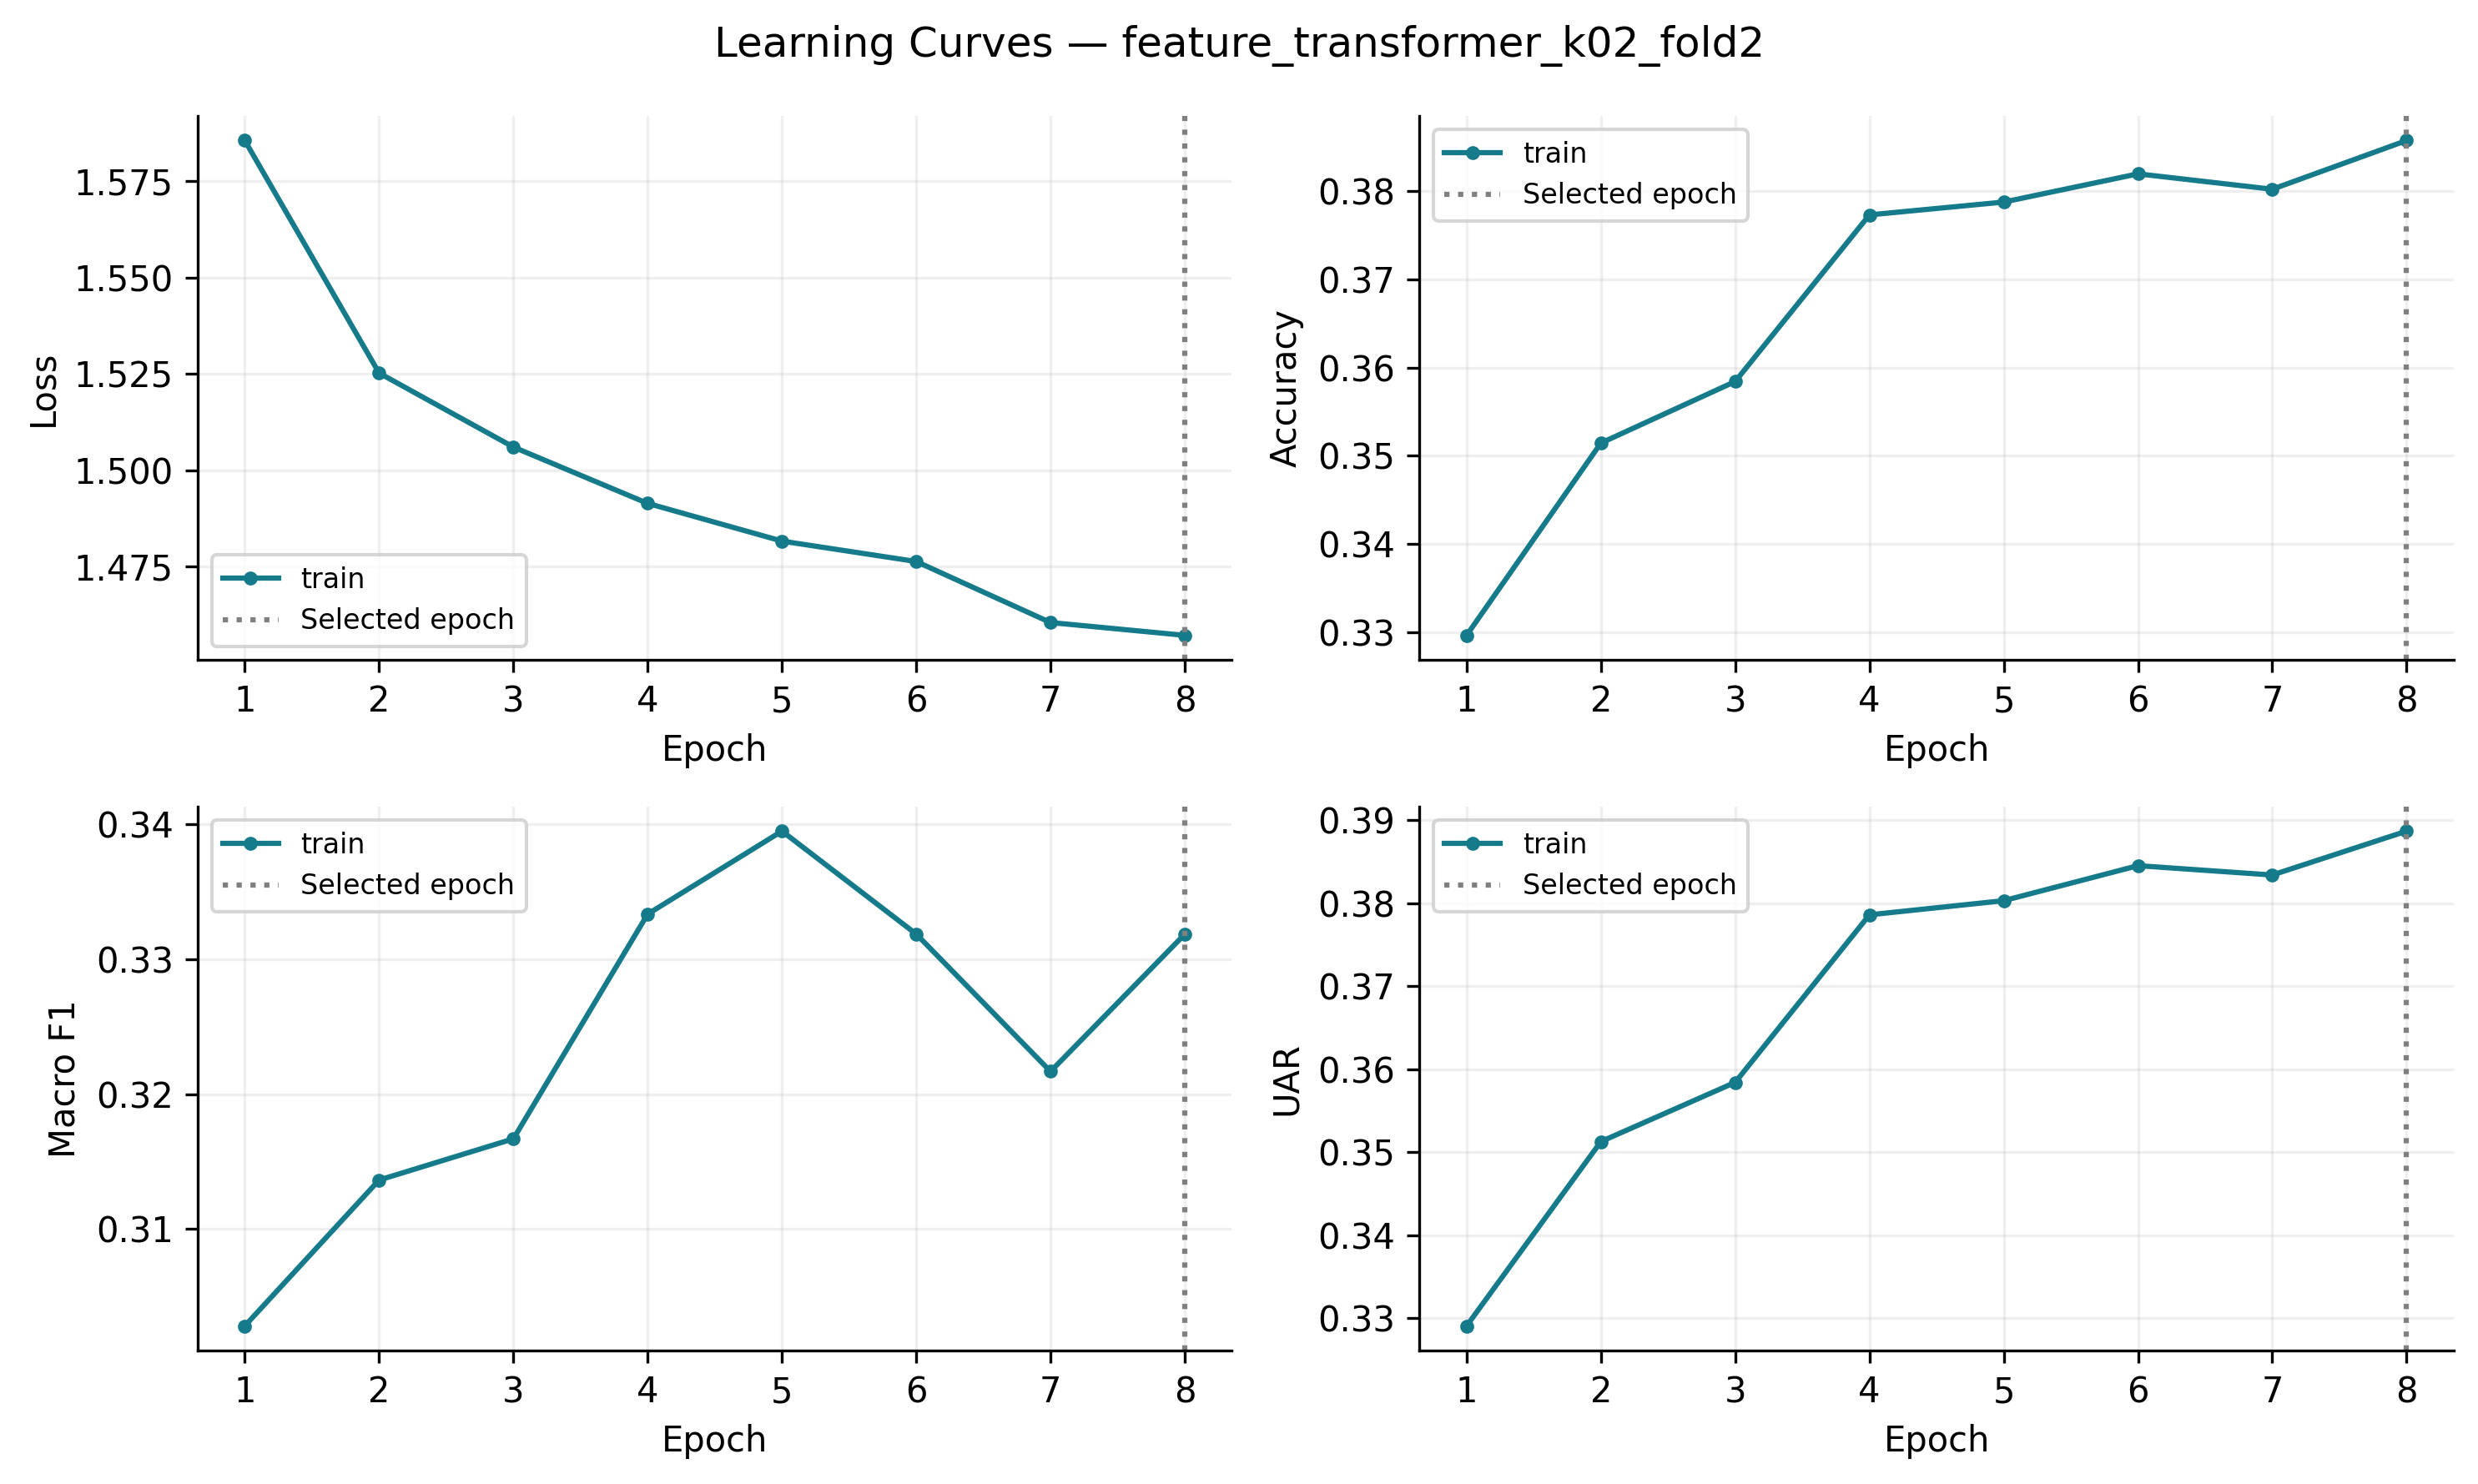 Learning Curves — feature_transformer_k02_fold2
Loss
1.575
1.550
1.525
1.500
1.475
train
Selected epoch
1 2 3 4 5 6 7 8
Epoch
Accuracy
0.38
0.37
0.36
0.35
0.34
0.33
train
Selected epoch
1 2 3 4 5 6 7 8
Epoch
Macro F1
0.34
0.33
0.32
0.31
train
Selected epoch
1 2 3 4 5 6 7 8
Epoch
UAR
0.39
0.38
0.37
0.36
0.35
0.34
0.33
train
Selected epoch
1 2 3 4 5 6 7 8
Epoch